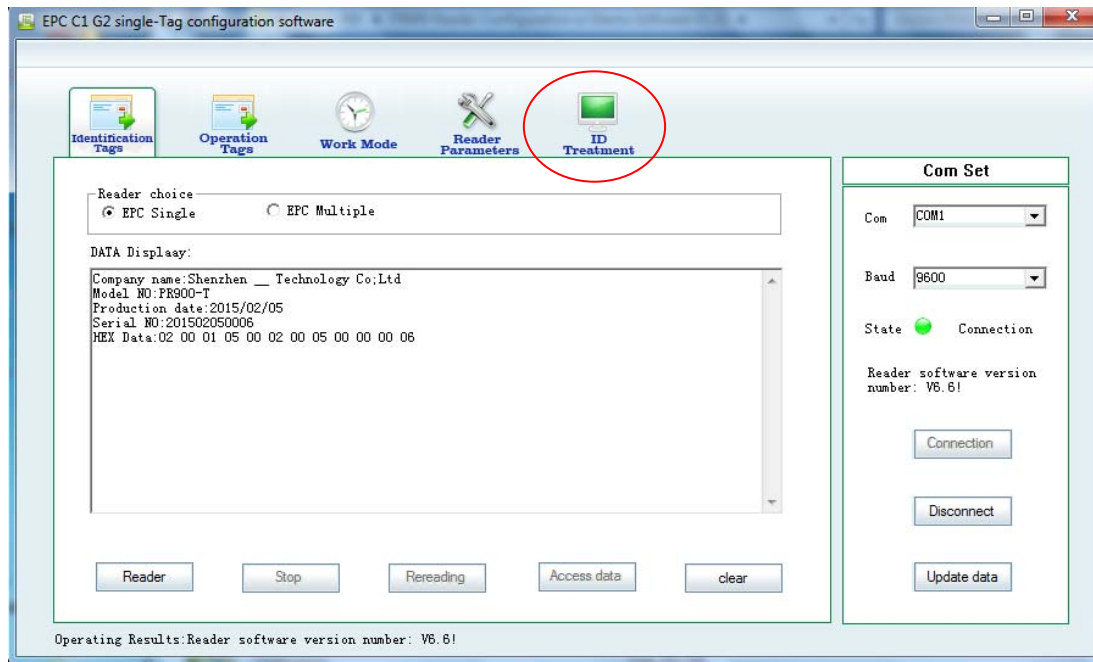 EPC C1 G2 single-Tag configuration software
Identification
Tags
Operation
Tags
Work Mode
Reader
Parameters
ID
Treatment
Reader choice
EPC Single
EPC Multiple
DATA Displaay:
Company name:Shenzhen __ Technology Co;Ltd
Model NO:PR900-T
Production date:2015/02/05
Serial NO:201502050006
HEX Data:02 00 01 05 00 02 00 05 00 00 00 06
Reader
Stop
Rereading
Access data
clear
Com Set
Com
COM1
Baud
9600
State
Connection
Reader software version
number: V6.6!
Connection
Disconnect
Update data
Operating Results:Reader software version number: V6.6!